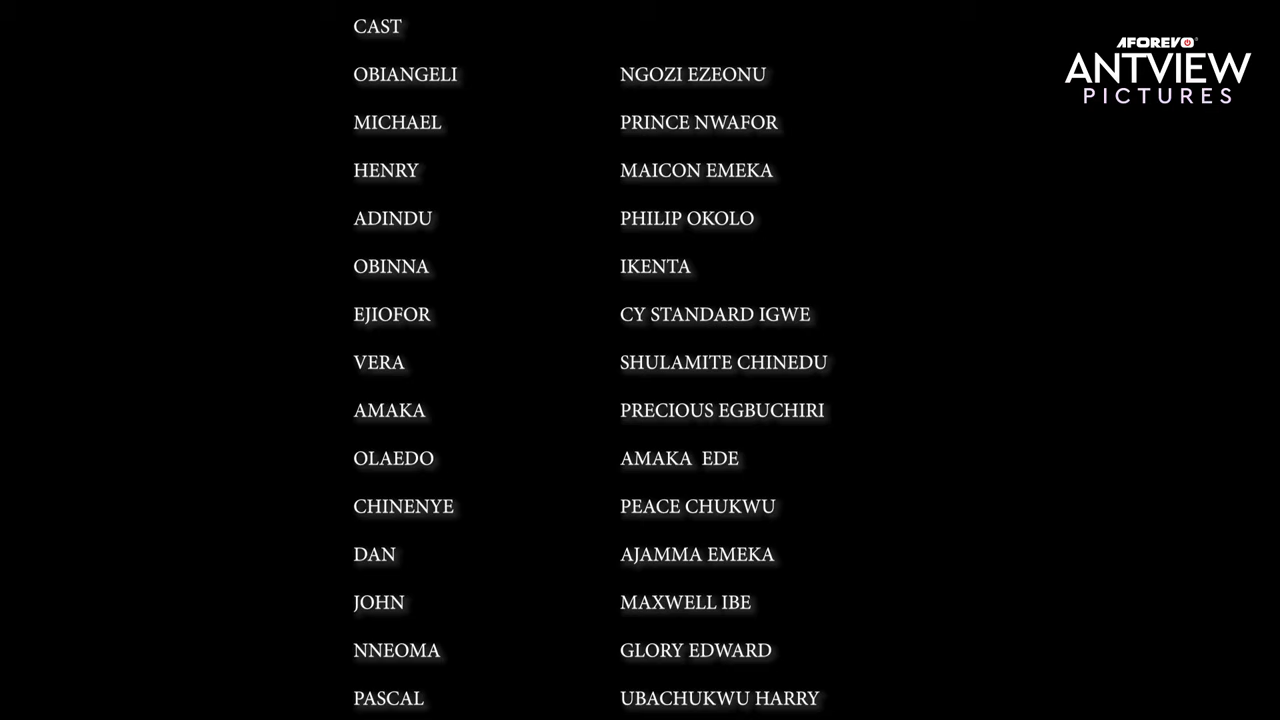 CAST
OBIANGELI NGOZI EZEONU
MICHAEL PRINCE NWAFOR
HENRY MAICON EMEKA
ADINDU PHILIP OKOLO
OBINNA IKENTA
EJIOFOR CY STANDARD IGWE
VERA SHULAMITE CHINEDU
AMAKA PRECIOUS EGBUCHIRI
OLAEDO AMAKA EDE
CHINENYE PEACE CHUKWU
DAN AJAMMA EMEKA
JOHN MAXWELL IBE
NNEOMA GLORY EDWARD
PASCAL UBACHUKWU HARRY
AFOREVO
ANTVIEW
PICTURES